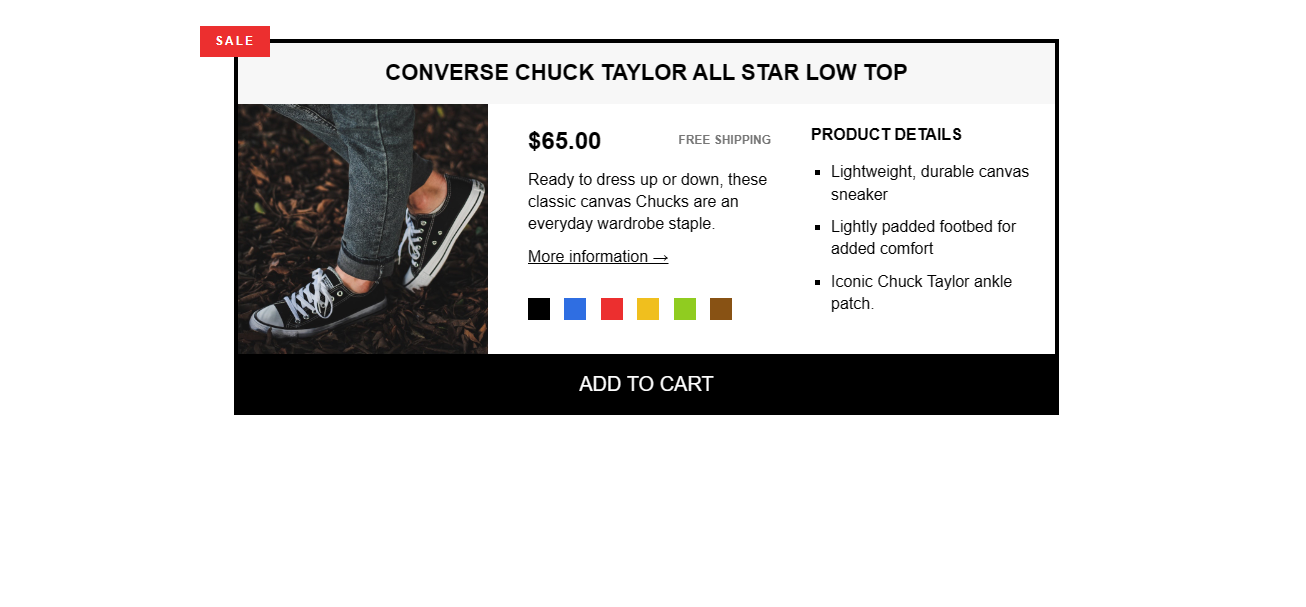 SALE
CONVERSE CHUCK TAYLOR ALL STAR LOW TOP
$65.00
FREE SHIPPING
Ready to dress up or down, these
classic canvas Chucks are an
everyday wardrobe staple.
More information →
PRODUCT DETAILS
Lightweight, durable canvas
sneaker
Lightly padded footbed for
added comfort
Iconic Chuck Taylor ankle
patch.
ADD TO CART